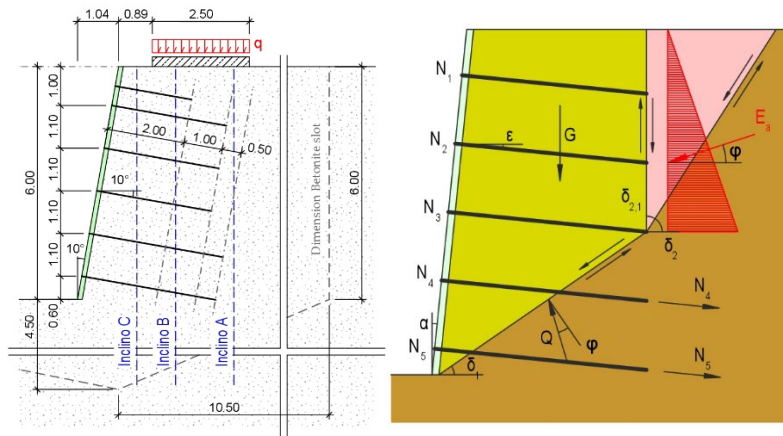 1.04
0.89
2.50
q
1.00
1.10
1.10
1.10
1.10
0.60
6.00
4.50
2.00
1.00
0.50
10°
10°
Inclino C
Inclino B
Inclino A
Dimension Betonite slot
6.00
10.50
N1
N2
N3
N4
N5
ε
G
Ea
φ
δ2,1
δ2
N4
N5
Q
φ
α
δ